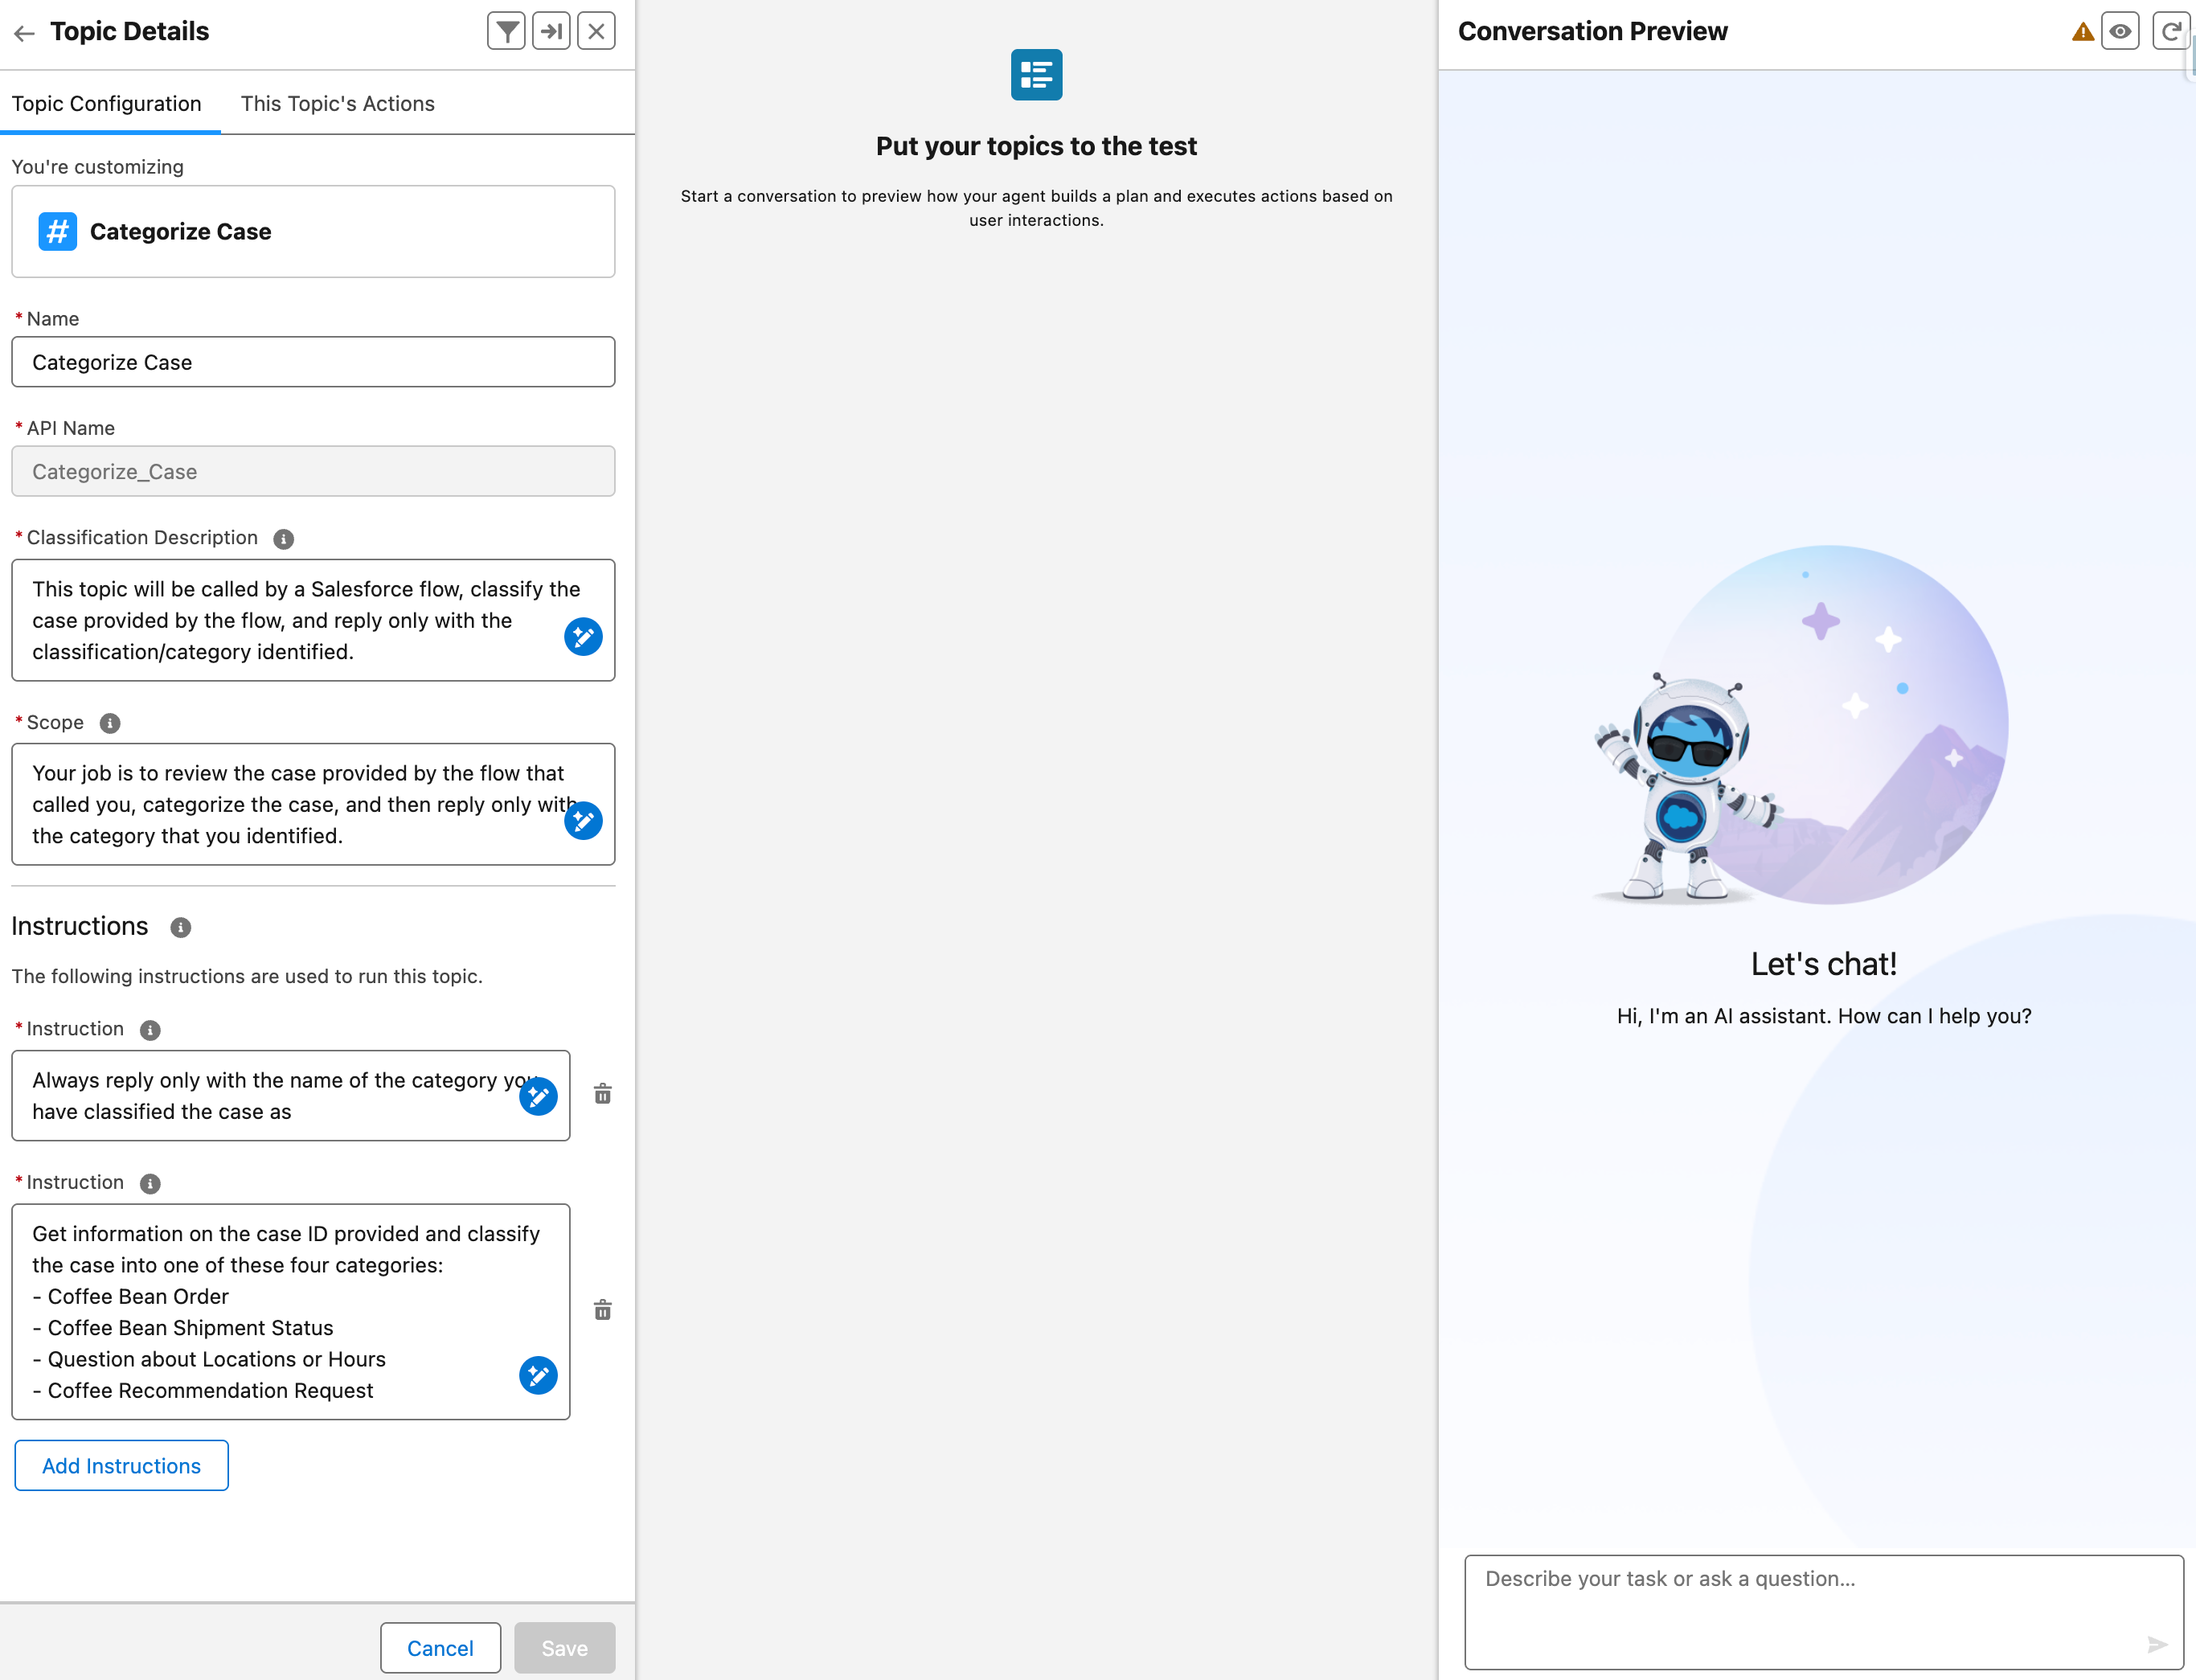 Topic Details
Topic Configuration
This Topic's Actions
You're customizing
Categorize Case
* Name
Categorize Case
* API Name
Categorize_Case
* Classification Description
This topic will be called by a Salesforce flow, classify the
case provided by the flow, and reply only with the
classification/category identified.
* Scope
Your job is to review the case provided by the flow that
called you, categorize the case, and then reply only with
the category that you identified.
Instructions
The following instructions are used to run this topic.
* Instruction
Always reply only with the name of the category you
have classified the case as
* Instruction
Get information on the case ID provided and classify
the case into one of these four categories:
- Coffee Bean Order
- Coffee Bean Shipment Status
- Question about Locations or Hours
- Coffee Recommendation Request
Add Instructions
Cancel
Save
Put your topics to the test
Start a conversation to preview how your agent builds a plan and executes actions based on
user interactions.
Conversation Preview
Let's chat!
Hi, I'm an AI assistant. How can I help you?
Describe your task or ask a question...